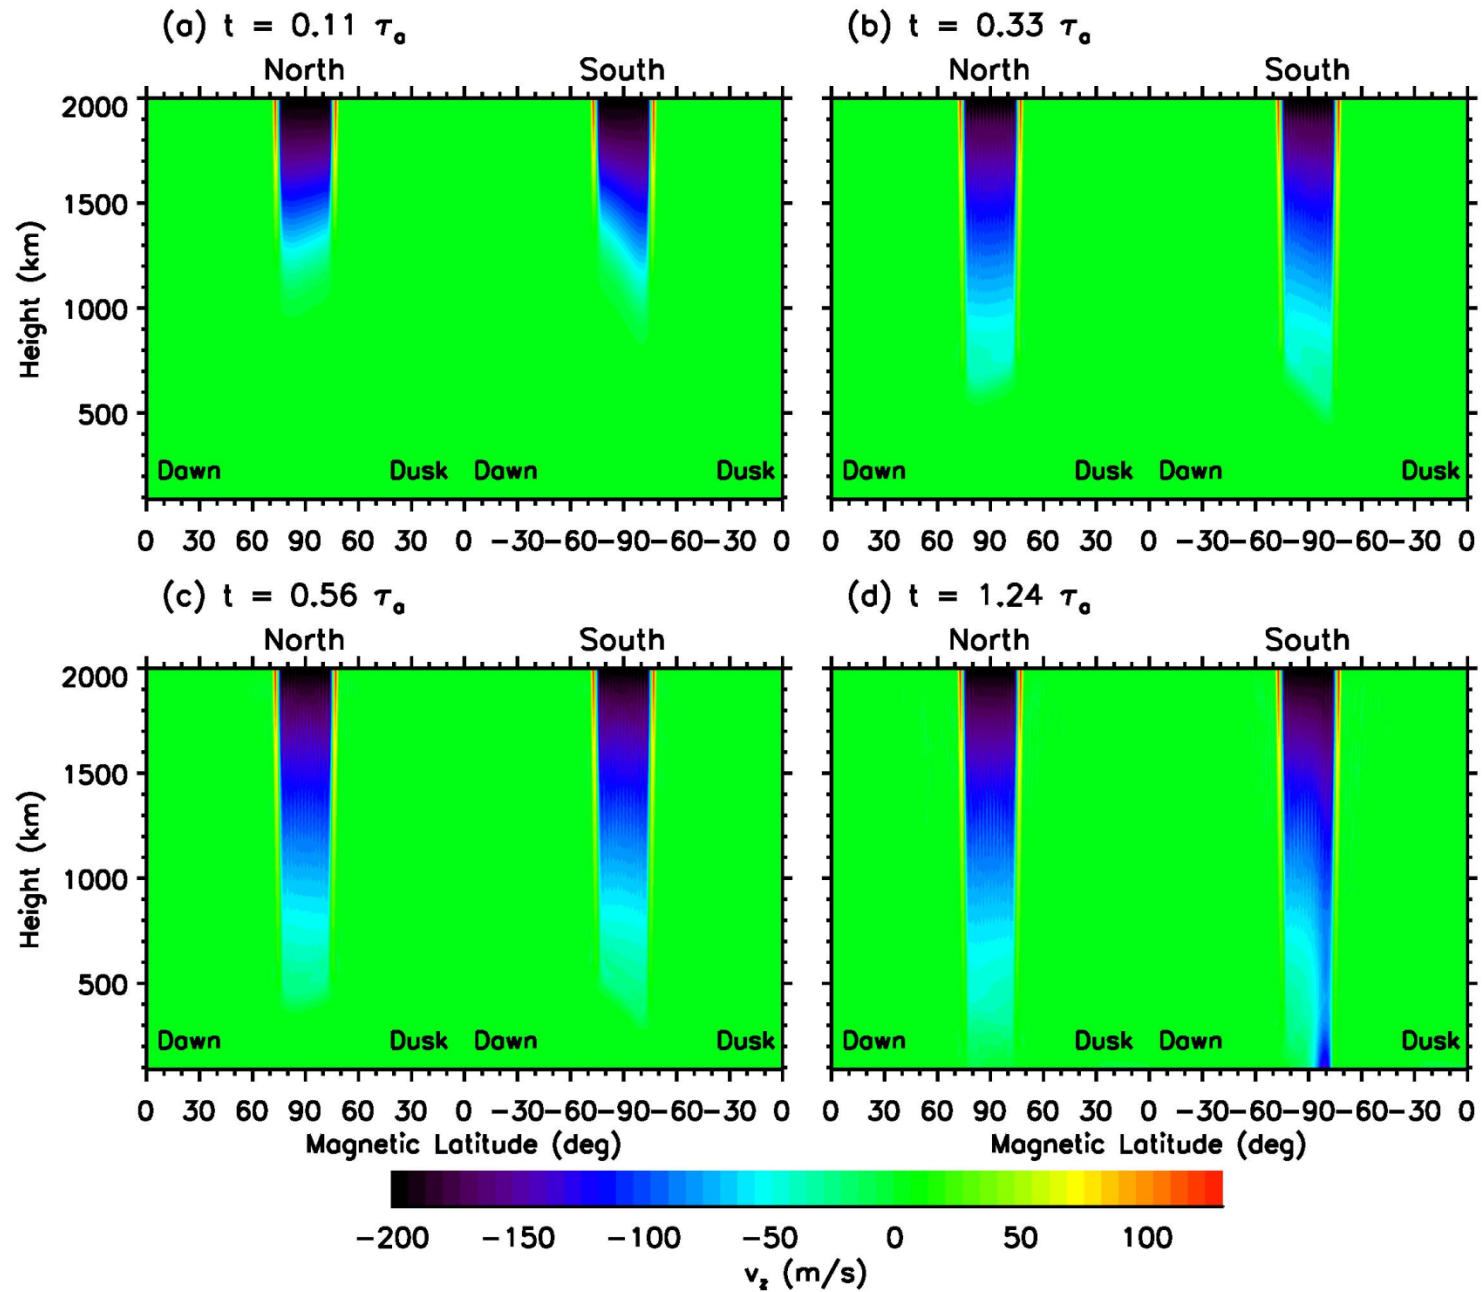 (a) t = 0.11 τa
(b) t = 0.33 τa
North South
North South
2000
1500
1000
500
Height (km)
Dawn Dusk Dawn Dusk
Dawn Dusk Dawn Dusk
0 30 60 90 60 30 0 -30-60-90-60-30 0
0 30 60 90 60 30 0 -30-60-90-60-30 0
(c) t = 0.56 τa
(d) t = 1.24 τa
North South
North South
2000
1500
1000
500
Height (km)
Dawn Dusk Dawn Dusk
Dawn Dusk Dawn Dusk
0 30 60 90 60 30 0 -30-60-90-60-30 0
0 30 60 90 60 30 0 -30-60-90-60-30 0
Magnetic Latitude (deg)
Magnetic Latitude (deg)
-200 -150 -100 -50 0 50 100
vz (m/s)